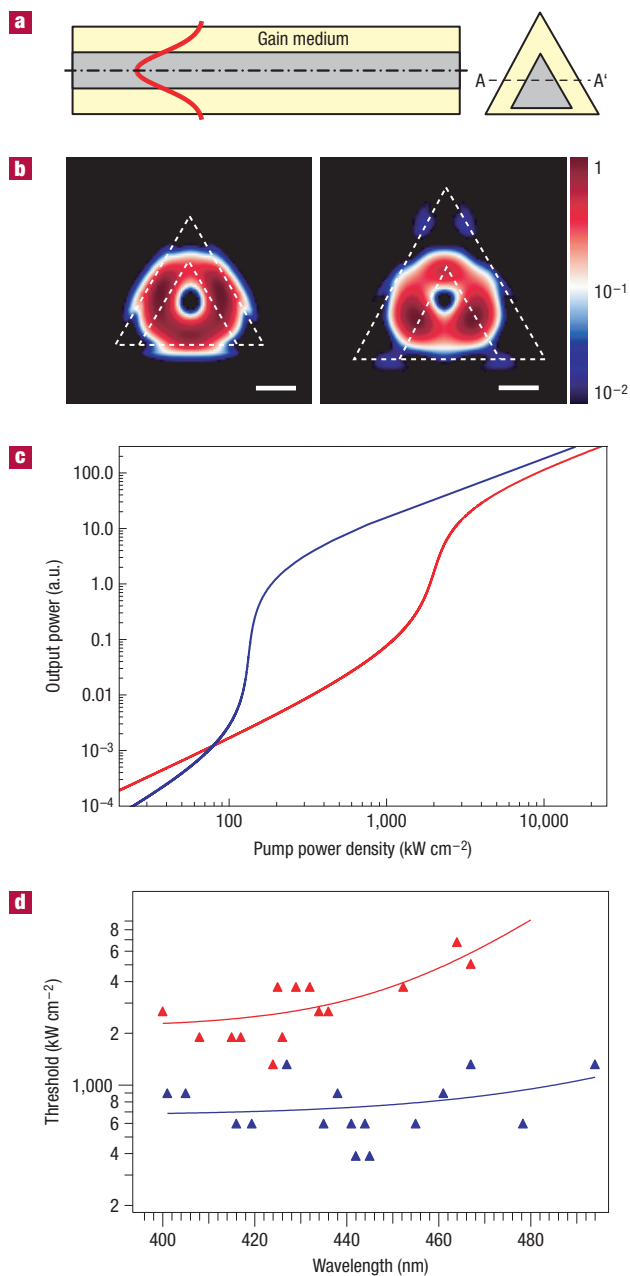 a
Gain medium
A
A'
b
1
10⁻¹
10⁻²
c
100.0
10.0
1.0
0.1
0.01
10⁻³
10⁻⁴
Output power (a.u.)
100
1,000
10,000
Pump power density (kW cm⁻²)
d
8
6
4
2
1,000
8
6
4
2
Threshold (kW cm⁻²)
400
420
440
460
480
Wavelength (nm)